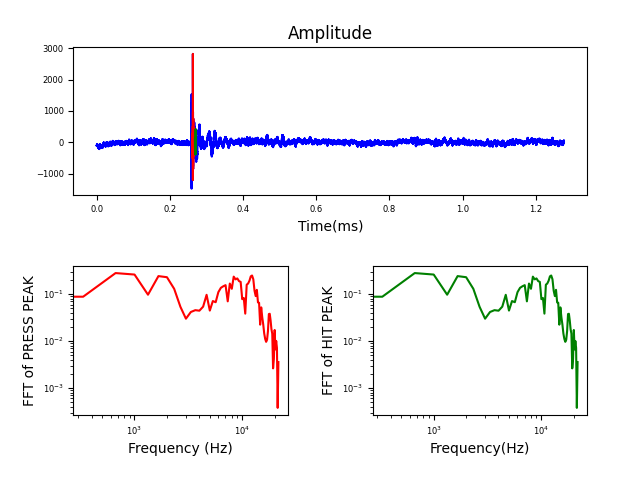 Amplitude
3000
2000
1000
0
−1000
0.0 0.2 0.4 0.6 0.8 1.0 1.2
Time(ms)
FFT of PRESS PEAK
10⁻¹
10⁻²
10⁻³
10³ 10⁴
Frequency (Hz)
FFT of HIT PEAK
10⁻¹
10⁻²
10⁻³
10³ 10⁴
Frequency(Hz)